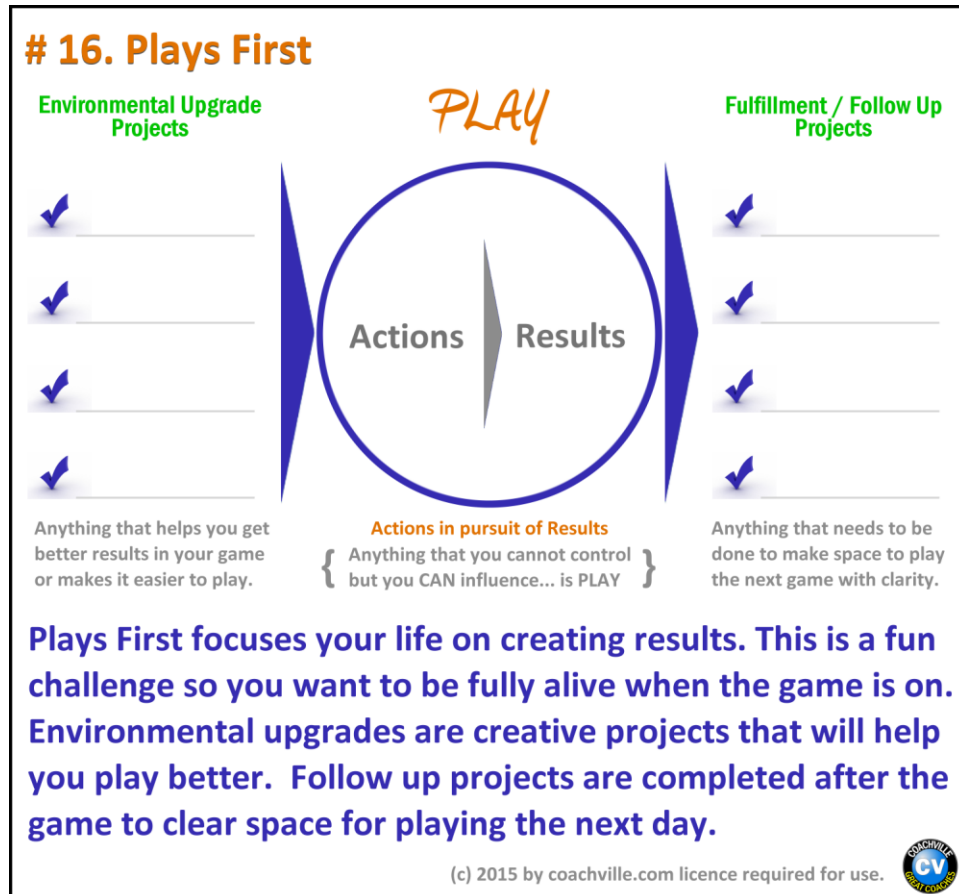 # 16. Plays First
Environmental Upgrade
Projects
PLAY
Fulfillment / Follow Up
Projects
Actions
Results
Anything that helps you get
better results in your game
or makes it easier to play.
Actions in pursuit of Results
{ Anything that you cannot control
but you CAN influence... is PLAY }
Anything that needs to be
done to make space to play
the next game with clarity.
Plays First focuses your life on creating results. This is a fun
challenge so you want to be fully alive when the game is on.
Environmental upgrades are creative projects that will help
you play better.  Follow up projects are completed after the
game to clear space for playing the next day.
(c) 2015 by coachville.com licence required for use.
COACHVILLE
CV
GREAT COACHES